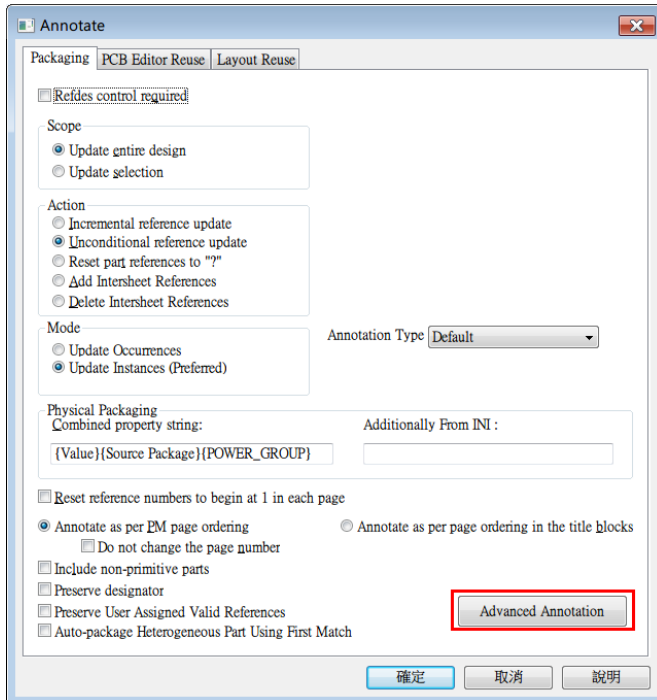 Annotate
Packaging PCB Editor Reuse Layout Reuse
Refdes control required
Scope
Update entire design
Update selection
Action
Incremental reference update
Unconditional reference update
Reset part references to "?"
Add Intersheet References
Delete Intersheet References
Mode
Update Occurrences
Update Instances (Preferred)
Annotation Type Default
Physical Packaging
Combined property string: Additionally From INI :
{Value}{Source Package}{POWER_GROUP}
Reset reference numbers to begin at 1 in each page
Annotate as per PM page ordering Annotate as per page ordering in the title blocks
Do not change the page number
Include non-primitive parts
Preserve designator
Preserve User Assigned Valid References
Auto-package Heterogeneous Part Using First Match
Advanced Annotation
確定 取消 說明